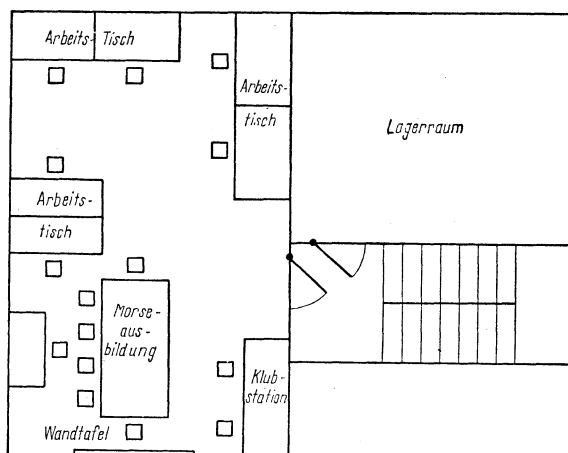 Arbeits- Tisch
Arbeits-
tisch
Lagerraum
Arbeits-
tisch
Morse-
aus-
bildung
Klub-
station
Wandtafel